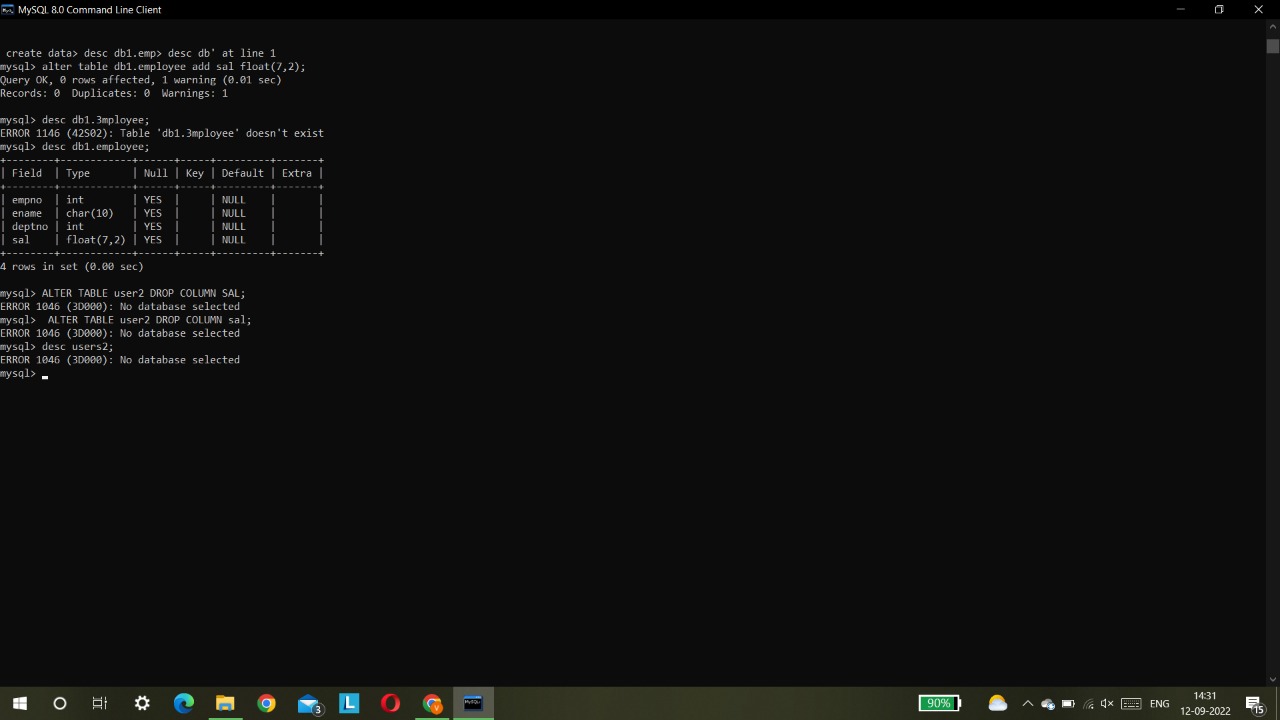 MySQL 8.0 Command Line Client
create data> desc db1.emp> desc db' at line 1
mysql> alter table db1.employee add sal float(7,2);
Query OK, 0 rows affected, 1 warning (0.01 sec)
Records: 0  Duplicates: 0  Warnings: 1
mysql> desc db1.3mployee;
ERROR 1146 (42S02): Table 'db1.3mployee' doesn't exist
mysql> desc db1.employee;
+--------+------------+------+-----+---------+-------+
| Field  | Type       | Null | Key | Default | Extra |
+--------+------------+------+-----+---------+-------+
| empno  | int        | YES  |     | NULL    |       |
| ename  | char(10)   | YES  |     | NULL    |       |
| deptno | int        | YES  |     | NULL    |       |
| sal    | float(7,2) | YES  |     | NULL    |       |
+--------+------------+------+-----+---------+-------+
4 rows in set (0.00 sec)
mysql> ALTER TABLE user2 DROP COLUMN SAL;
ERROR 1046 (3D000): No database selected
mysql>  ALTER TABLE user2 DROP COLUMN sal;
ERROR 1046 (3D000): No database selected
mysql> desc users2;
ERROR 1046 (3D000): No database selected
mysql> _
3
L
V
MySQL
90%
ENG
14:31
12-09-2022
15